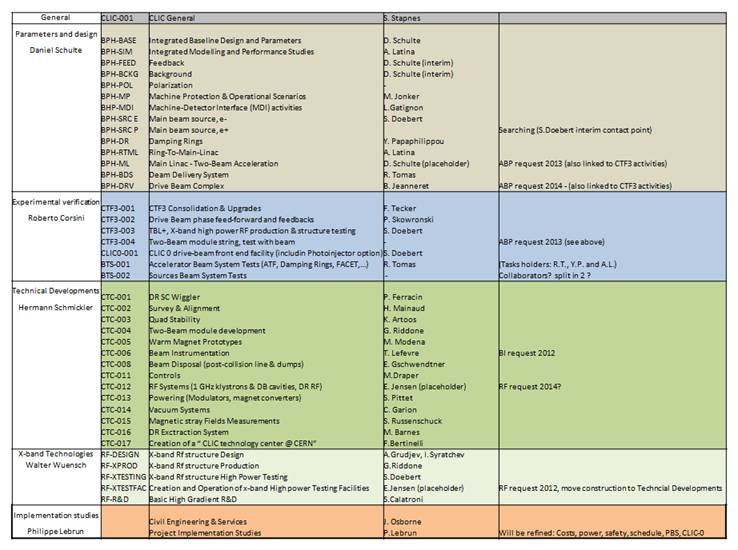 General CLIC-001 CLIC General S. Stapnes
Parameters and design
Daniel Schulte
BPH-BASE Integrated Baseline Design and Parameters D. Schulte
BPH-SIM Integrated Modelling and Performance Studies A. Latina
BPH-FEED Feedback D. Schulte (interim)
BPH-BCKG Background D. Schulte (interim)
BPH-POL Polarization -
BPH-MP Machine Protection & Operational Scenarios M. Jonker
BHP-MDI Machine-Detector Interface (MDI) activities L.Gatignon
BPH-SRC E Main beam source, e- S. Doebert
BPH-SRC P Main beam source, e+ Searching (S.Doebert interim contact point)
BPH-DR Damping Rings Y. Papaphilippou
BPH-RTML Ring-To-Main-Linac A. Latina
BPH-ML Main Linac - Two-Beam Acceleration D. Schulte (placeholder) ABP request 2013 (also linked to CTF3 activities)
BPH-BDS Deam Delivery System R. Tomas
BPH-DRV Drive Beam Complex B. Jeanneret ABP request 2014 - (also linked to CTF3 activities)
Experimental verification
Roberto Corsini
CTF3-001 CTF3 Consolidation & Upgrades F. Tecker
CTF3-002 Drive Beam phase feed-forward and feedbacks P. Skowronski
CTF3-003 TBL+, X-band high power RF production & structure testing S. Doebert
CTF3-004 Two-Beam module string, test with beam - ABP request 2013 (see above)
CLIC0-001 CLIC 0 drive-beam front end facility (includin Photoinjector option) S. Doebert
BTS-001 Accelerator Beam System Tests (ATF, Damping Rings, FACET,...) R. Tomas (Tasks holders: R.T., Y.P. and A.L.)
BTS-002 Sources Beam System Tests - Collaborators? split in 2 ?
Technical Developments
Hermann Schmickler
CTC-001 DR SC Wiggler P. Ferracin
CTC-002 Survey & Alignment H. Mainaud
CTC-003 Quad Stability K. Artoos
CTC-004 Two-Beam module development G. Riddone
CTC-005 Warm Magnet Prototypes M. Modena
CTC-006 Beam Instrumentation T. Lefevre BI request 2012
CTC-008 Beam Disposal (post-collision line & dumps) E. Gschwendtner
CTC-011 Controls M.Draper
CTC-012 RF Systems (1 GHz klystrons & DB cavities, DR RF) E. Jensen (placeholder) RF request 2014?
CTC-013 Powering (Modulators, magnet converters) S. Pittet
CTC-014 Vacuum Systems C. Garion
CTC-015 Magnetic stray Fields Measurements S. Russenschuck
CTC-016 DR Exctraction System M. Barnes
CTC-017 Creation of a " CLIC technology center @ CERN" F.Bertinelli
X-band Technologies
Walter Wuensch
RF-DESIGN X-band Rf structure Design A.Grudjev, I. Syratchev
RF-XPROD X-band Rf structure Production G.Riddone
RF-XTESTING X-band Rf structure High Power Testing S.Doebert
RF-XTESTFAC Creation and Operation of x-band High power Testing Facilities E.Jensen (placeholder) RF request 2012, move construction to Techncial Developments
RF-R&D Basic High Gradient R&D S.Calatroni
Implementation studies
Philippe Lebrun
Civil Engineering & Services J. Osborne
Project Implementation Studies P.Lebrun Will be refined: Costs, power, safety, schedule, PBS, CLIC-0